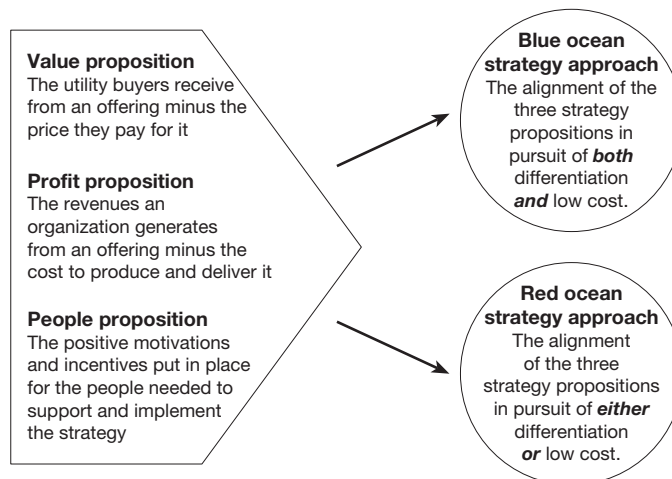 Value proposition
The utility buyers receive
from an offering minus the
price they pay for it
Profit proposition
The revenues an
organization generates
from an offering minus the
cost to produce and deliver it
People proposition
The positive motivations
and incentives put in place
for the people needed to
support and implement
the strategy
Blue ocean
strategy approach
The alignment of the
three strategy
propositions in
pursuit of both
differentiation
and low cost.
Red ocean
strategy approach
The alignment
of the three
strategy propositions
in pursuit of either
differentiation
or low cost.